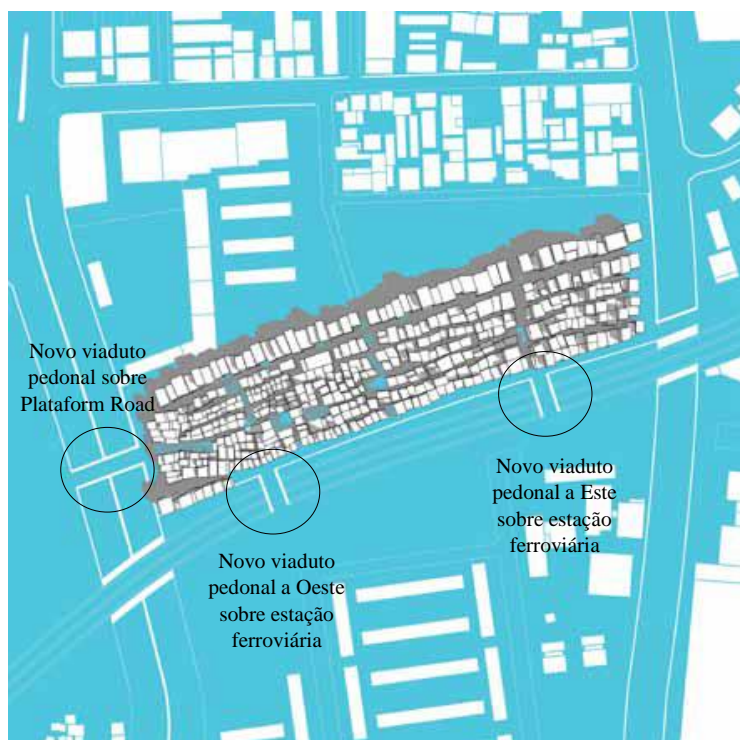 Novo viaduto
pedonal sobre
Plataform Road
Novo viaduto
pedonal a Oeste
sobre estação
ferroviária
Novo viaduto
pedonal a Este
sobre estação
ferroviária